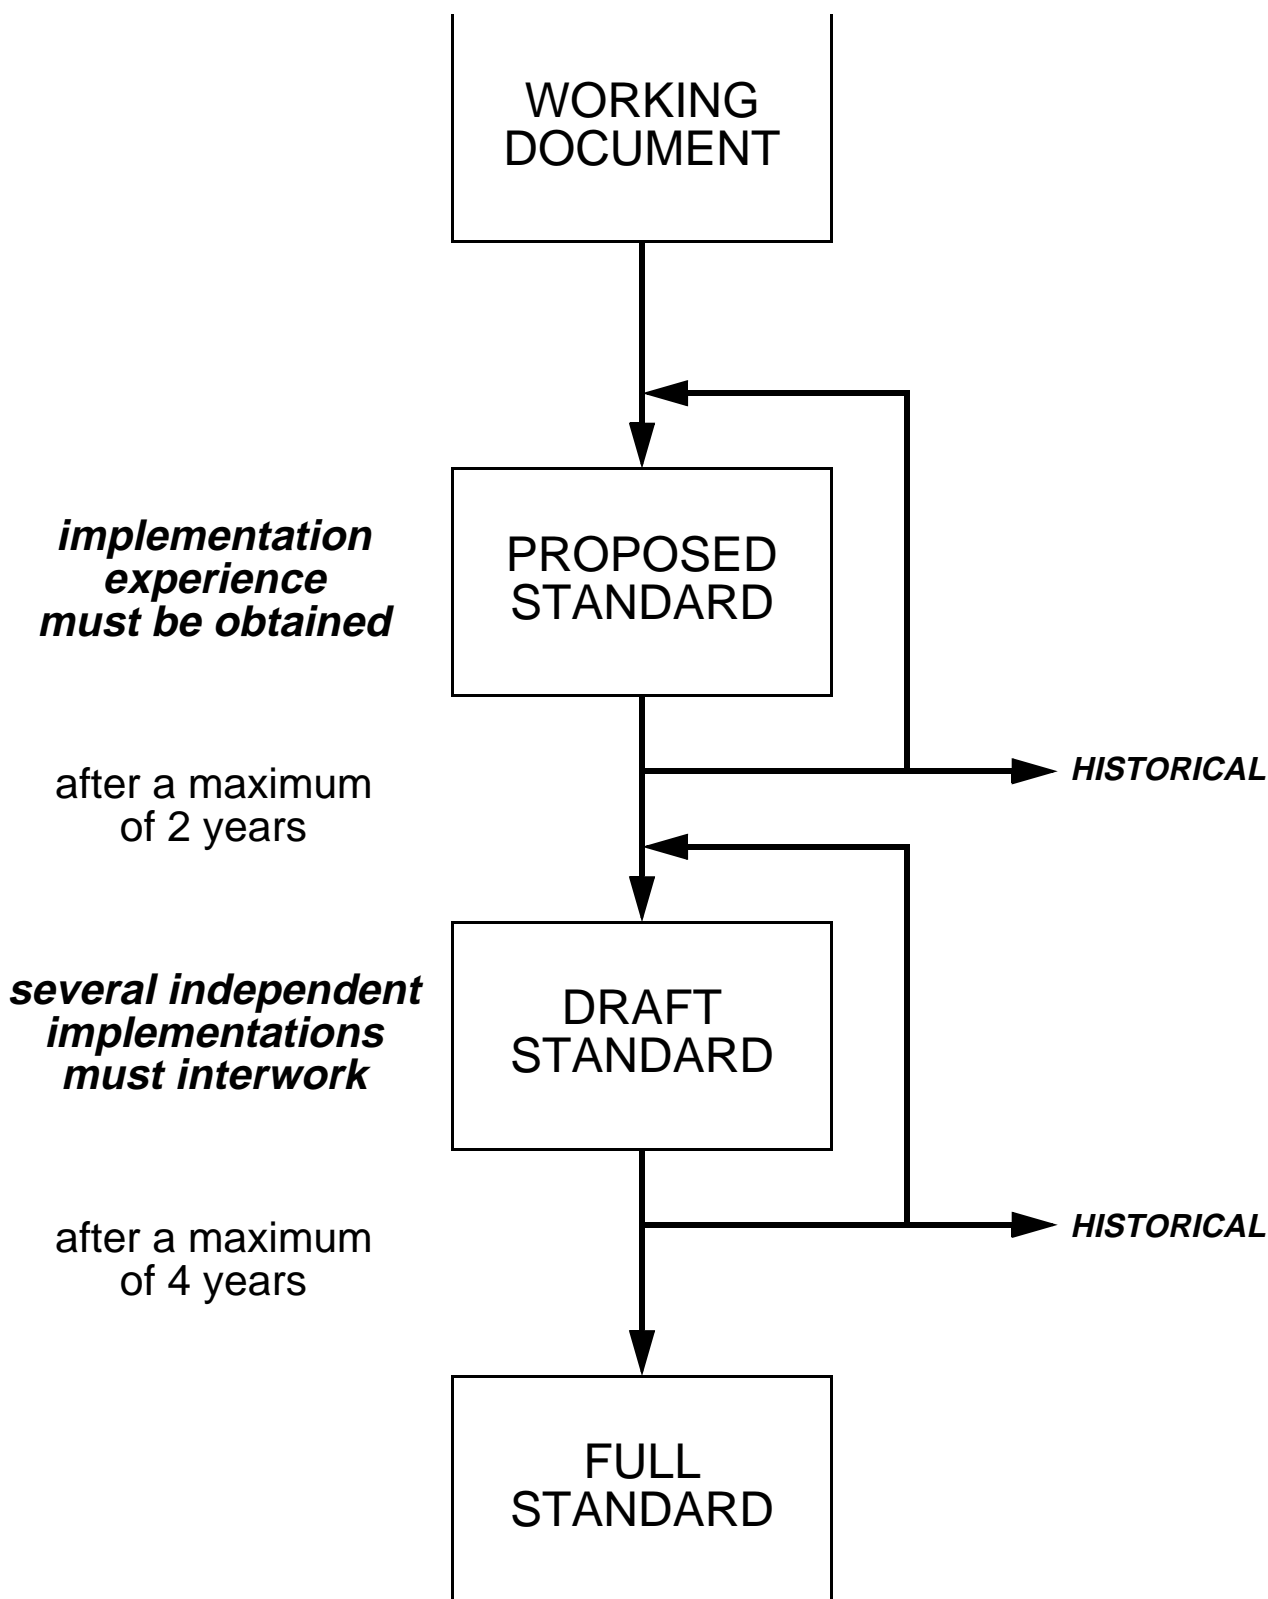 WORKING
DOCUMENT
implementation
experience
must be obtained
PROPOSED
STANDARD
after a maximum
of 2 years
HISTORICAL
several independent
implementations
must interwork
DRAFT
STANDARD
after a maximum
of 4 years
HISTORICAL
FULL
STANDARD